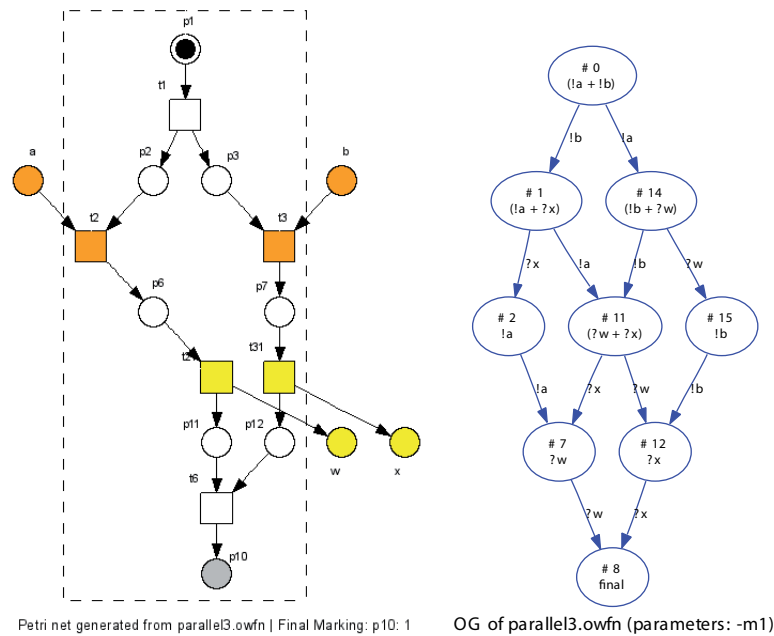 p1
t1
p2
p3
a
b
t2
t3
p6
p7
t31
p11
p12
w
x
t6
p10
Petri net generated from parallel3.owfn | Final Marking: p10: 1
# 0
(!a + !b)
!b
!a
# 1
(!a + ?x)
# 14
(!b + ?w)
?x
!a
!b
?w
# 2
!a
# 11
(?w + ?x)
# 15
!b
!a
?x
?w
!b
# 7
?w
# 12
?x
?w
?x
# 8
final
OG of parallel3.owfn (parameters: -m1)